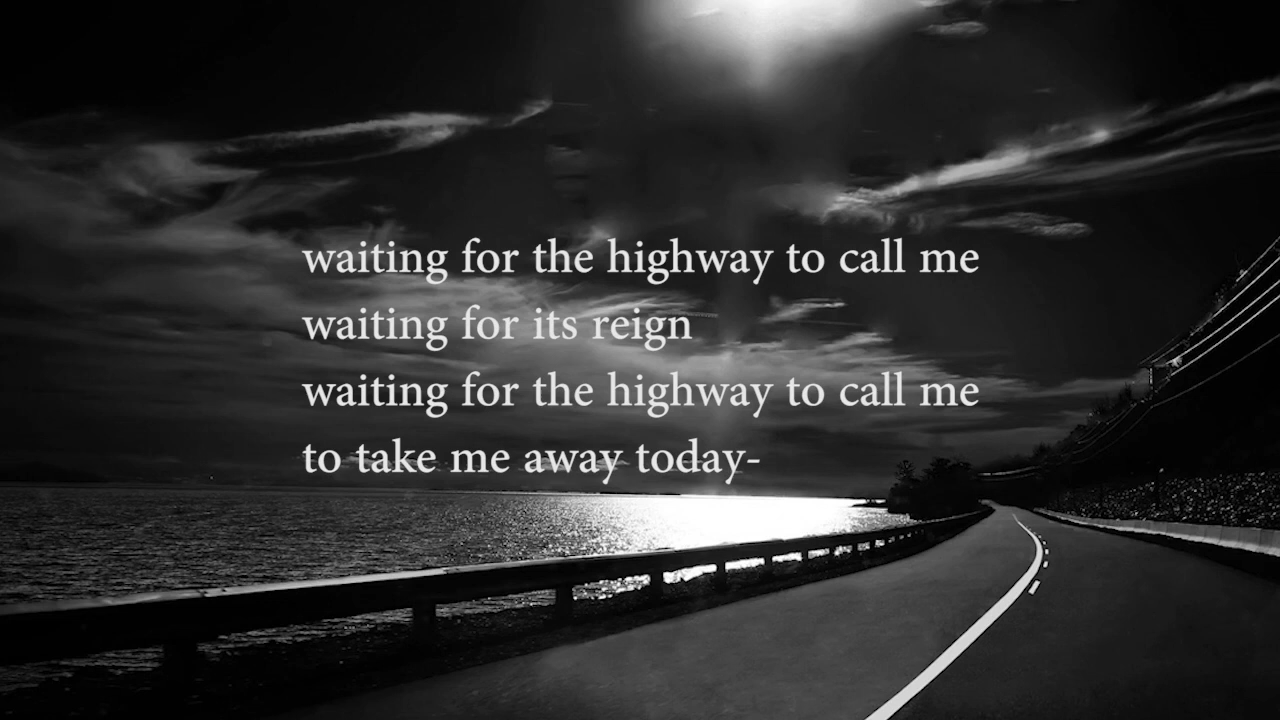 waiting for the highway to call me
waiting for its reign
waiting for the highway to call me
to take me away today-